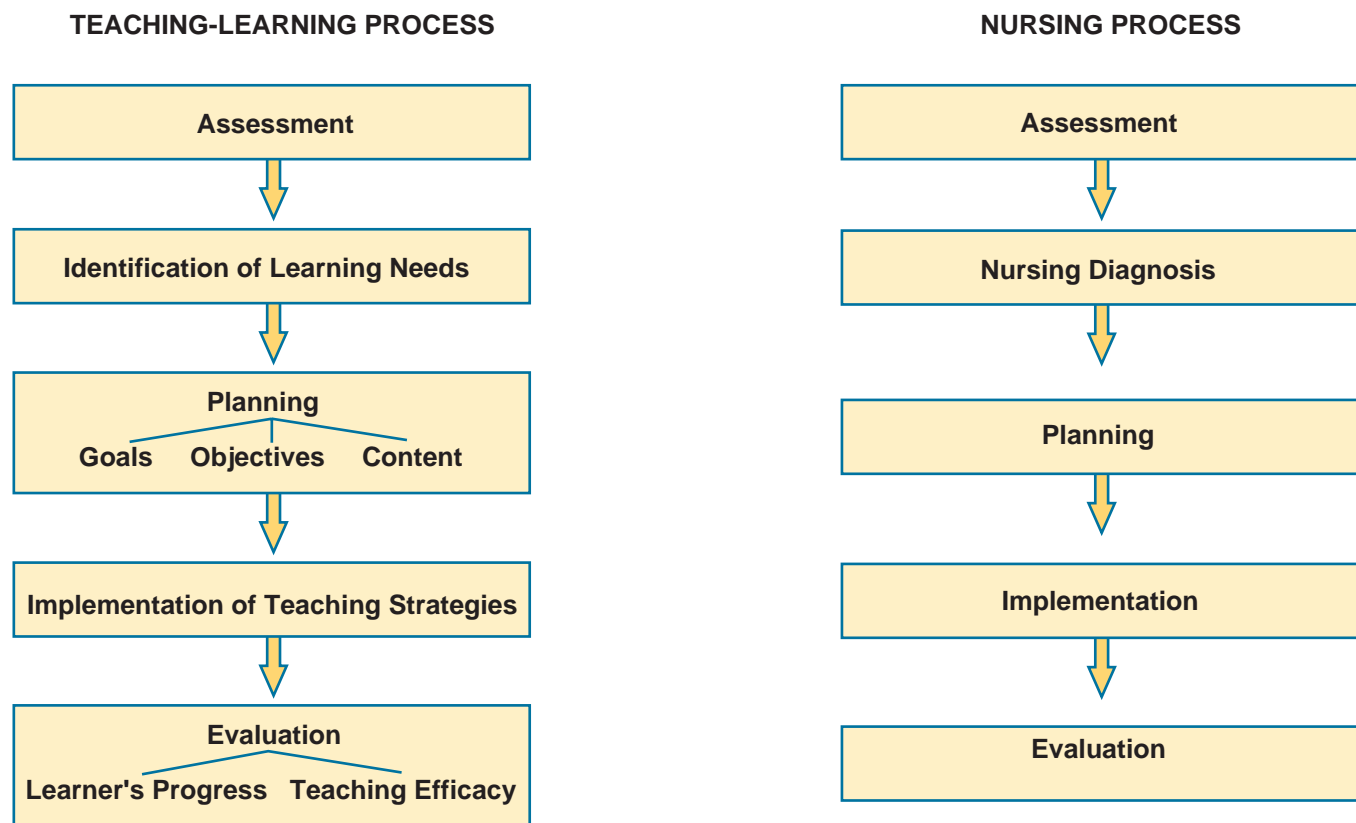 TEACHING-LEARNING PROCESS
Assessment
Identification of Learning Needs
Planning
Goals Objectives Content
Implementation of Teaching Strategies
Evaluation
Learner's Progress Teaching Efficacy
NURSING PROCESS
Assessment
Nursing Diagnosis
Planning
Implementation
Evaluation